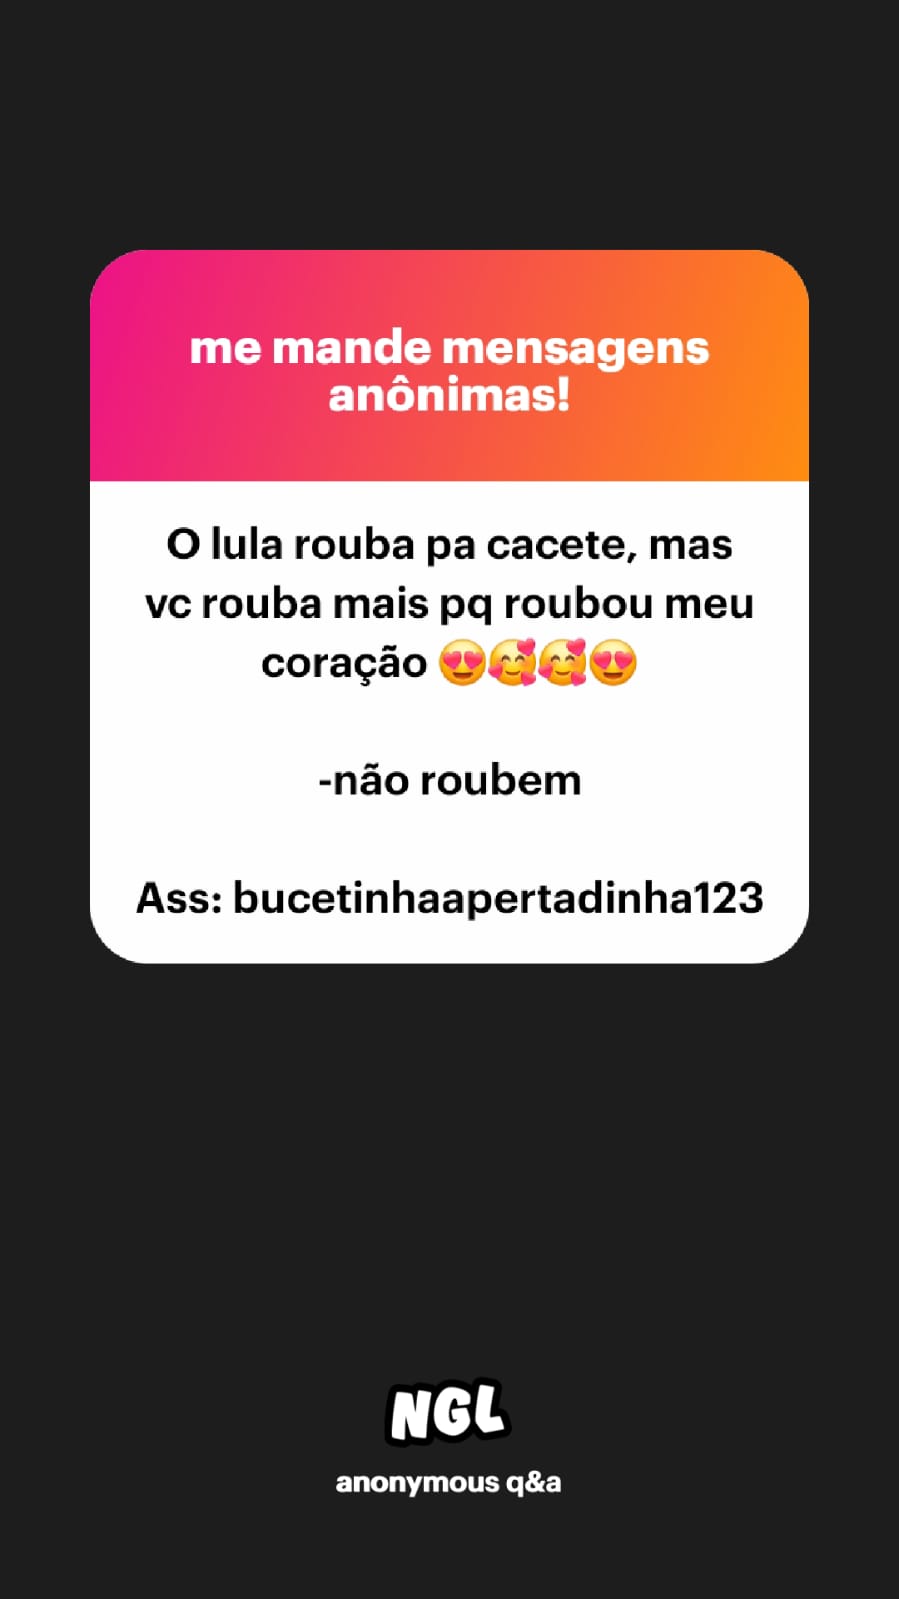 me mande mensagens
anônimas!
O lula rouba pa cacete, mas
vc rouba mais pq roubou meu
coração 😍🥰🥰😍
-não roubem
Ass: bucetinhaapertadinha123
NGL
anonymous q&a